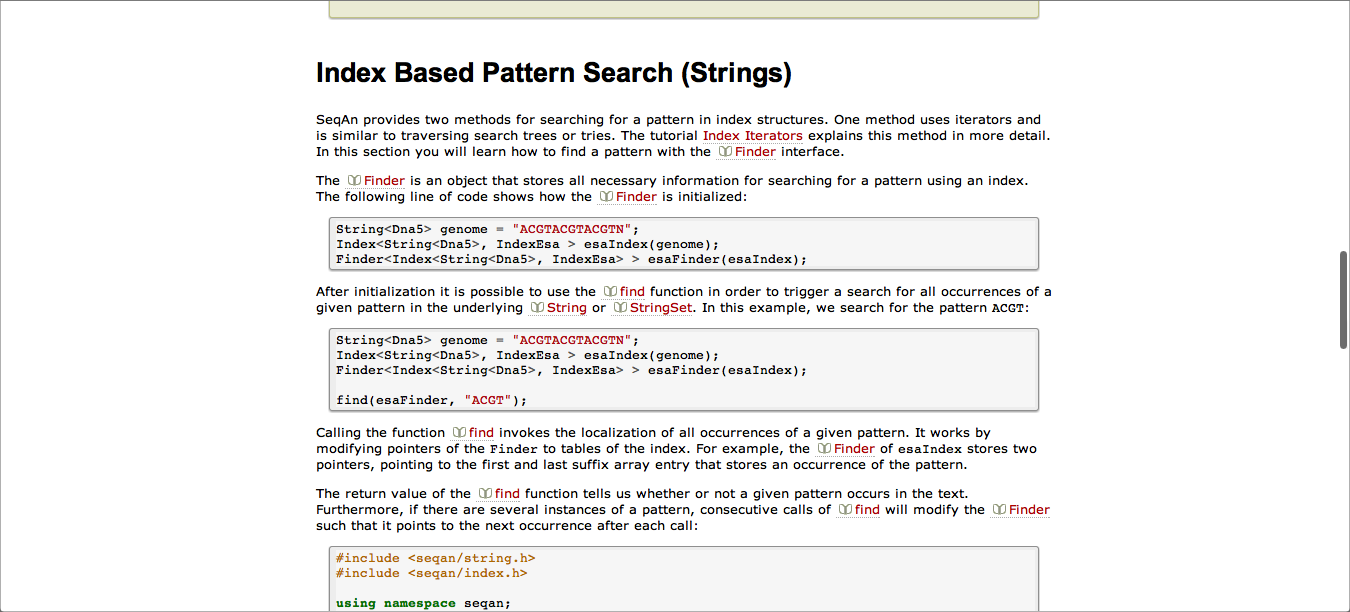 Index Based Pattern Search (Strings)
SeqAn provides two methods for searching for a pattern in index structures. One method uses iterators and
is similar to traversing search trees or tries. The tutorial Index Iterators explains this method in more detail.
In this section you will learn how to find a pattern with the Finder interface.
The Finder is an object that stores all necessary information for searching for a pattern using an index.
The following line of code shows how the Finder is initialized:
String<Dna5> genome = "ACGTACGTACGTN";
Index<String<Dna5>, IndexEsa > esaIndex(genome);
Finder<Index<String<Dna5>, IndexEsa> > esaFinder(esaIndex);
After initialization it is possible to use the find function in order to trigger a search for all occurrences of a
given pattern in the underlying String or StringSet. In this example, we search for the pattern ACGT:
String<Dna5> genome = "ACGTACGTACGTN";
Index<String<Dna5>, IndexEsa > esaIndex(genome);
Finder<Index<String<Dna5>, IndexEsa> > esaFinder(esaIndex);
find(esaFinder, "ACGT");
Calling the function find invokes the localization of all occurrences of a given pattern. It works by
modifying pointers of the Finder to tables of the index. For example, the Finder of esaIndex stores two
pointers, pointing to the first and last suffix array entry that stores an occurrence of the pattern.
The return value of the find function tells us whether or not a given pattern occurs in the text.
Furthermore, if there are several instances of a pattern, consecutive calls of find will modify the Finder
such that it points to the next occurrence after each call:
#include <seqan/string.h>
#include <seqan/index.h>
using namespace seqan;